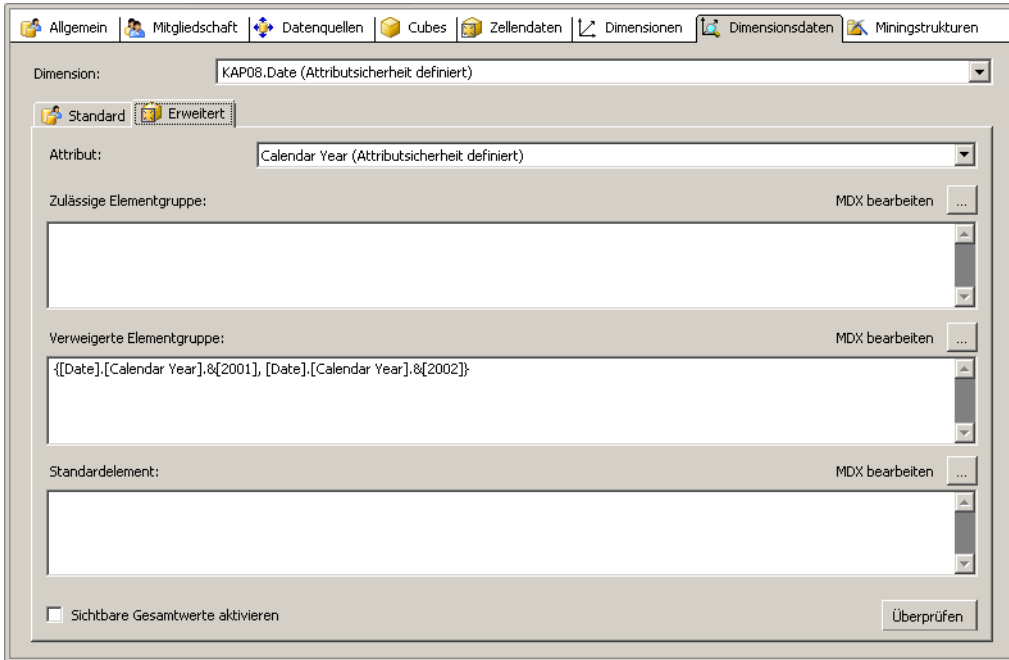 Allgemein Mitgliedschaft Datenquellen Cubes Zellendaten Dimensionen Dimensionsdaten Miningstrukturen
Dimension: KAP08.Date (Attributsicherheit definiert)
Standard Erweitert
Attribut: Calendar Year (Attributsicherheit definiert)
Zulässige Elementgruppe: MDX bearbeiten ...
Verweigerte Elementgruppe: MDX bearbeiten ...
{[Date].[Calendar Year].&[2001], [Date].[Calendar Year].&[2002]}
Standardelement: MDX bearbeiten ...
Sichtbare Gesamtwerte aktivieren Überprüfen